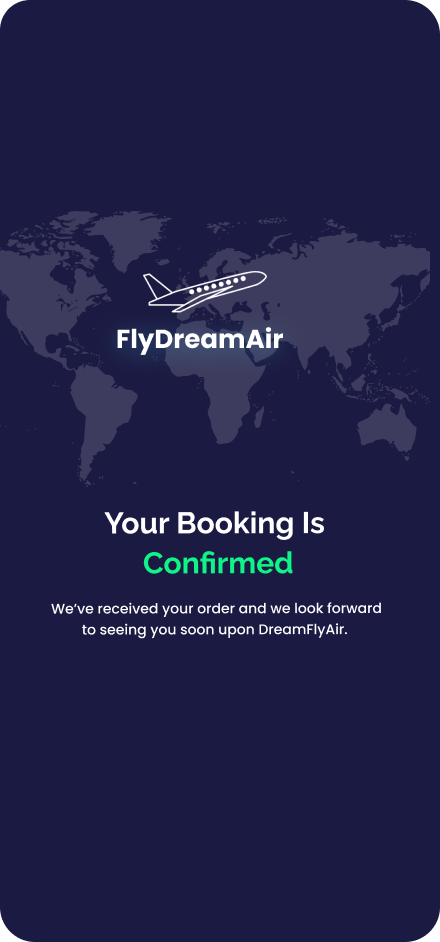 FlyDreamAir
Your Booking Is
Confirmed
We’ve received your order and we look forward
to seeing you soon upon DreamFlyAir.